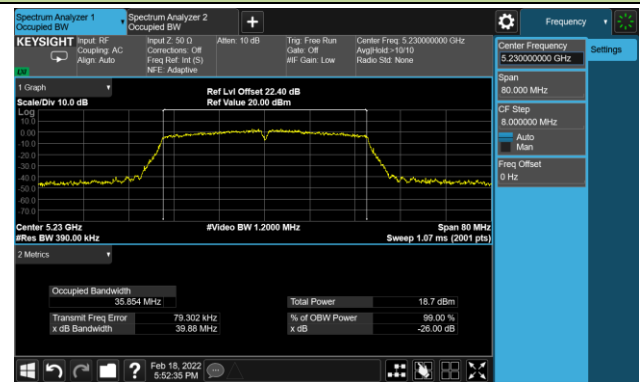 Spectrum Analyzer 1
Occupied BW
Spectrum Analyzer 2
Occupied BW
+
Frequency
KEYSIGHT
Input: RF
Coupling: AC
Align: Auto
Input Z: 50 Ω
Corrections: Off
Freq Ref: Int (S)
NFE: Adaptive
Atten: 10 dB
Trig: Free Run
Gate: Off
#IF Gain: Low
Center Freq: 5.230000000 GHz
Avg|Hold:>10/10
Radio Std: None
Center Frequency
5.230000000 GHz
Settings
Span
80.000 MHz
CF Step
8.000000 MHz
Auto
Man
Freq Offset
0 Hz
1 Graph
Scale/Div 10.0 dB
Ref Lvl Offset 22.40 dB
Ref Value 20.00 dBm
Log
10.0
0.00
-10.0
-20.0
-30.0
-40.0
-50.0
-60.0
-70.0
Center 5.23 GHz
#Res BW 390.00 kHz
#Video BW 1.2000 MHz
Span 80 MHz
Sweep 1.07 ms (2001 pts)
2 Metrics
Occupied Bandwidth
35.854 MHz
Total Power 18.7 dBm
Transmit Freq Error 79.302 kHz
% of OBW Power 99.00 %
x dB Bandwidth 39.88 MHz
x dB -26.00 dB
?
Feb 18, 2022
5:52:35 PM